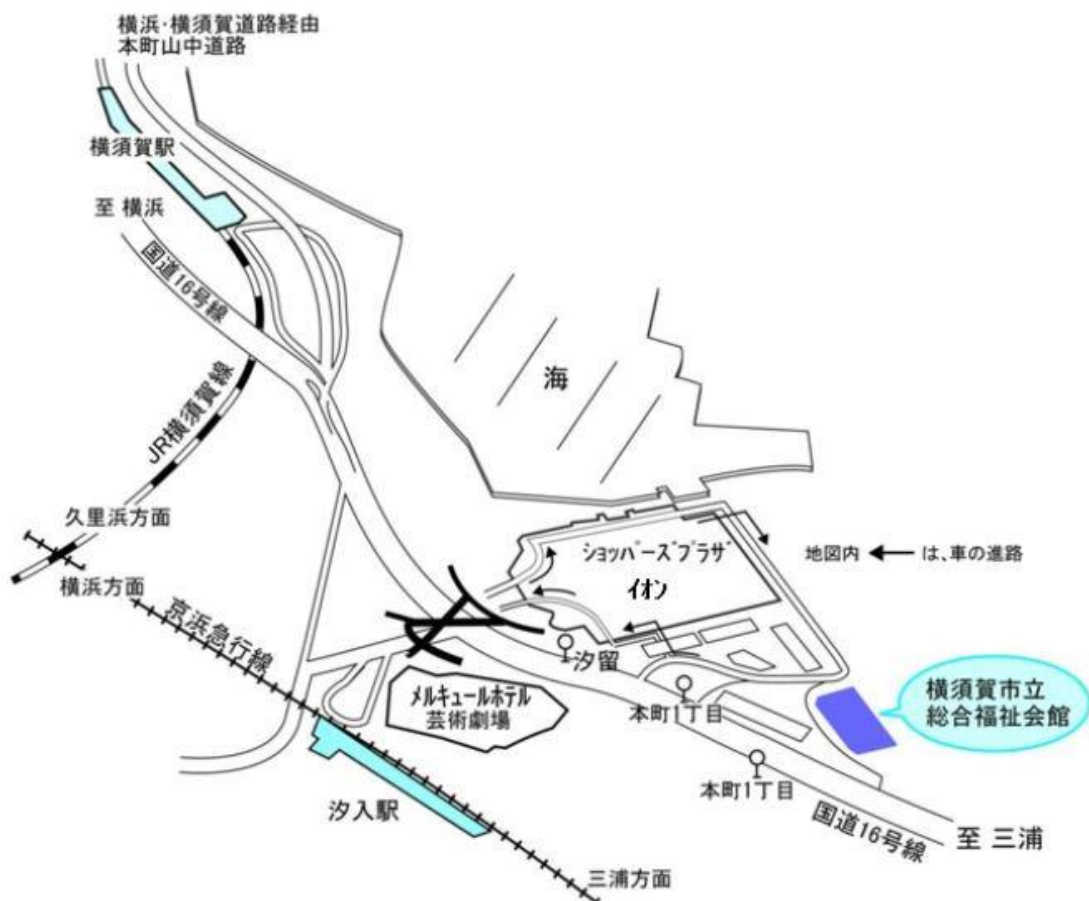 横浜・横須賀道路経由
本町山中道路
横須賀駅
至 横浜
国道16号線
JR横須賀線
海
久里浜方面
横浜方面
ショッパーズプラザ
イオン
地図内 ← は、車の進路
京浜急行線
汐留
メルキュールホテル
芸術劇場
本町1丁目
横須賀市立
総合福祉会館
汐入駅
本町1丁目
国道16号線
至 三浦
三浦方面